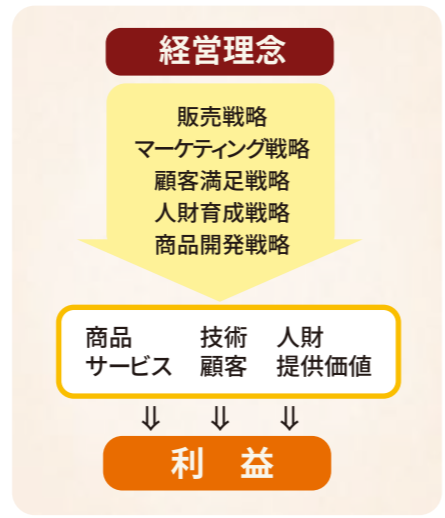 経営理念
販売戦略
マーケティング戦略
顧客満足戦略
人財育成戦略
商品開発戦略
商品 技術 人財
サービス 顧客 提供価値
⇓ ⇓ ⇓
利 益